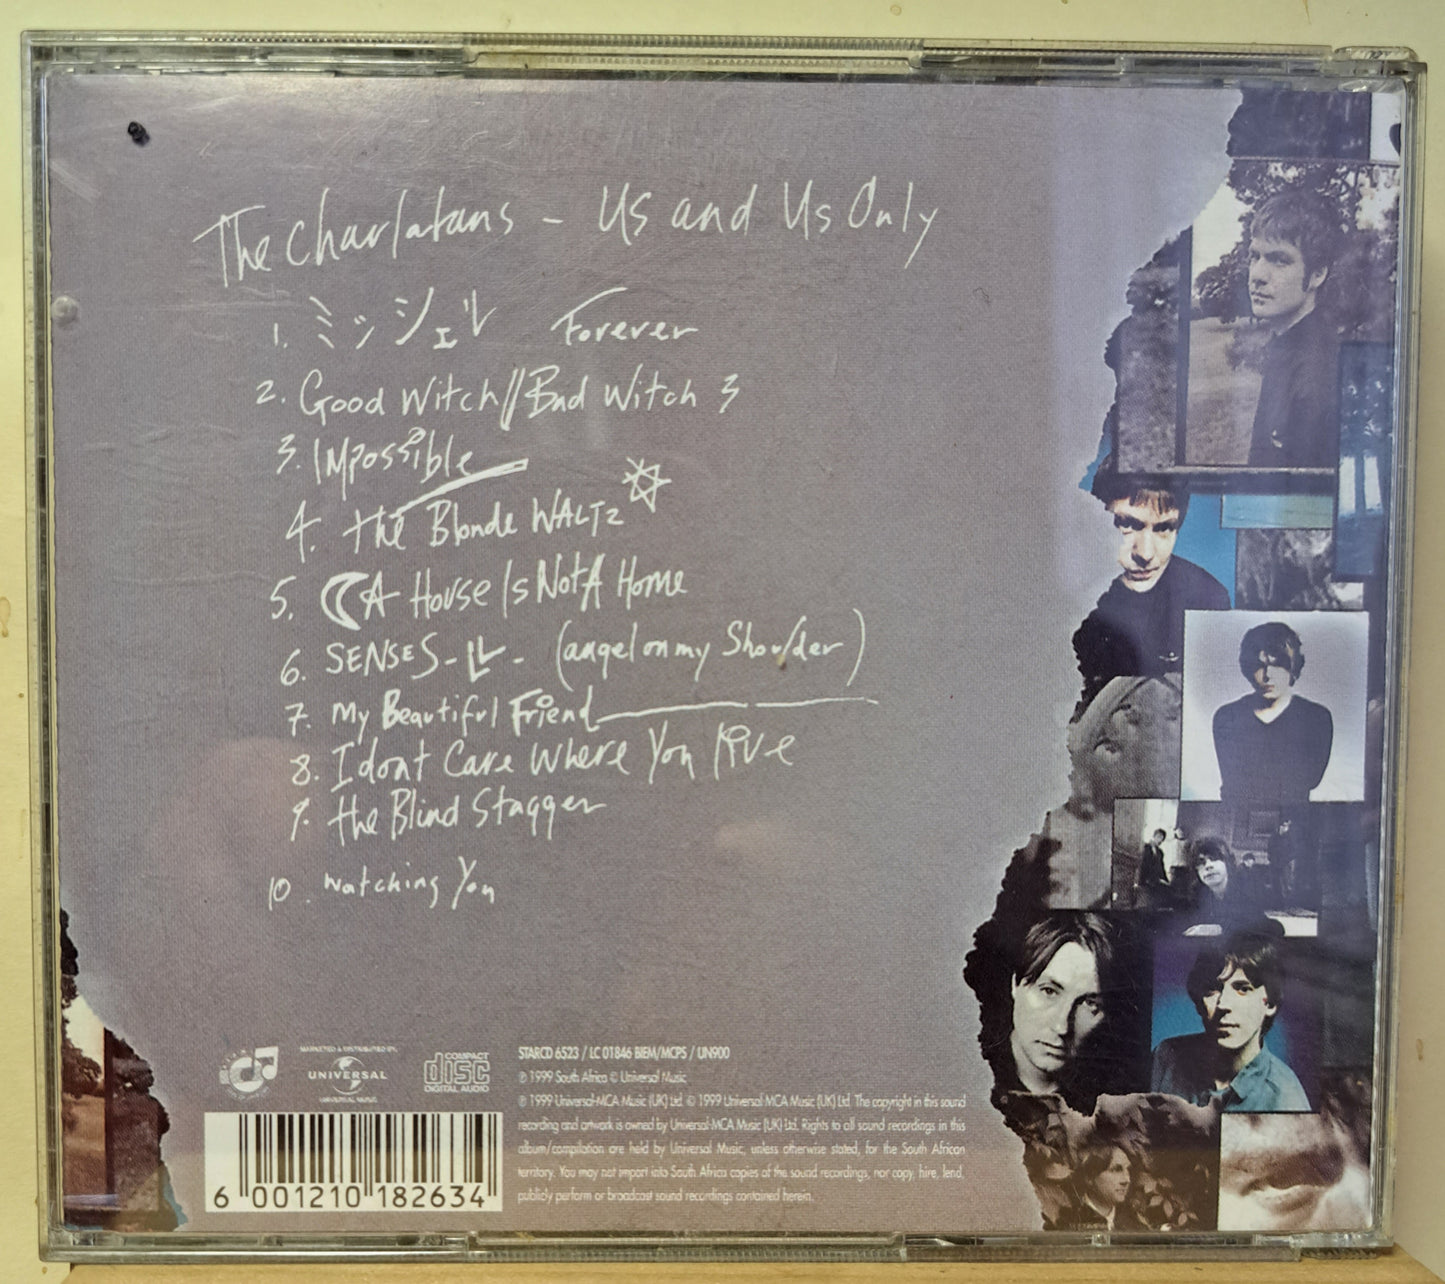 The Charlatans - Us and Us Only
1. ミッシェル Forever
2. Good Witch//Bad Witch 3
3. Impossible
4. the Blonde WALTz
5. A House Is Not A Home
6. SENSES - - (angel on my Shoulder)
7. My Beautiful Friend
8. I dont Care Where You Live
9. the Blind Stagger
10. watching You
STARCD 6523 / LC 01846 BIEM/MCPS / UN900
℗ 1999 South Africa © Universal Music
℗ 1999 Universal-MCA Music (UK) Ltd. © 1999 Universal MCA Music (UK) Ltd. The copyright in this sound
recording and artwork is owned by Universal-MCA Music (UK) Ltd. Rights to all sound recordings in this
album/compilation are held by Universal Music, unless otherwise stated, for the South African
territory. You may not import into South Africa copies of the sound recordings, nor copy, hire, lend,
publicly perform or broadcast sound recordings contained herein.
MARKETED & DISTRIBUTED BY:
UNIVERSAL
UNIVERSAL MUSIC
COMPACT
disc
DIGITAL AUDIO
6 001210 182634